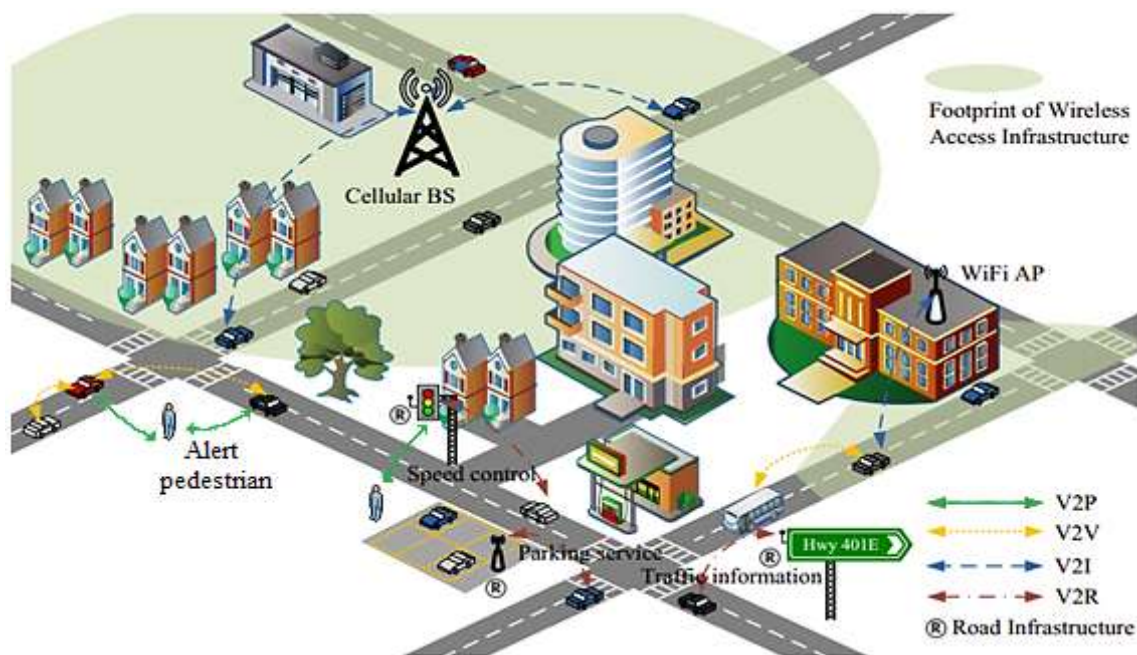 Footprint of Wireless
Access Infrastructure
Cellular BS
WiFi AP
®
Alert
pedestrian
Speed control
Parking service
®
Traffic information
®
Hwy 401E
V2P
V2V
V2I
V2R
® Road Infrastructure